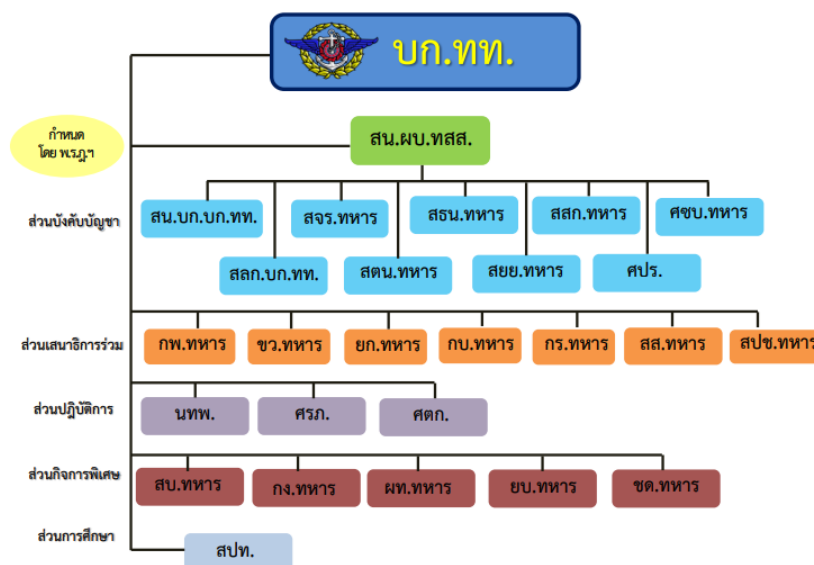 บก.ทท.
กำหนด
โดย พ.ร.ฎ.ฯ
สน.ผบ.ทสส.
ส่วนบังคับบัญชา
สน.บก.บก.ทท.
สจร.ทหาร
สธน.ทหาร
สสก.ทหาร
ศซบ.ทหาร
สลก.บก.ทท.
สตน.ทหาร
สยย.ทหาร
ศปร.
ส่วนเสนาธิการร่วม
กพ.ทหาร
ขว.ทหาร
ยก.ทหาร
กบ.ทหาร
กร.ทหาร
สส.ทหาร
สปช.ทหาร
ส่วนปฏิบัติการ
นทพ.
ศรภ.
ศตก.
ส่วนกิจการพิเศษ
สบ.ทหาร
กง.ทหาร
ผท.ทหาร
ยบ.ทหาร
ชด.ทหาร
ส่วนการศึกษา
สปท.